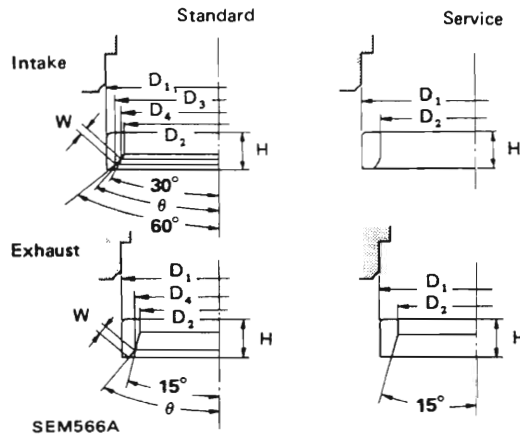 Standard
Service
Intake
D₁
D₃
D₄
D₂
W
H
30°
θ
60°
D₁
D₂
H
Exhaust
D₁
D₄
D₂
W
H
15°
θ
D₁
D₂
H
15°
SEM566A